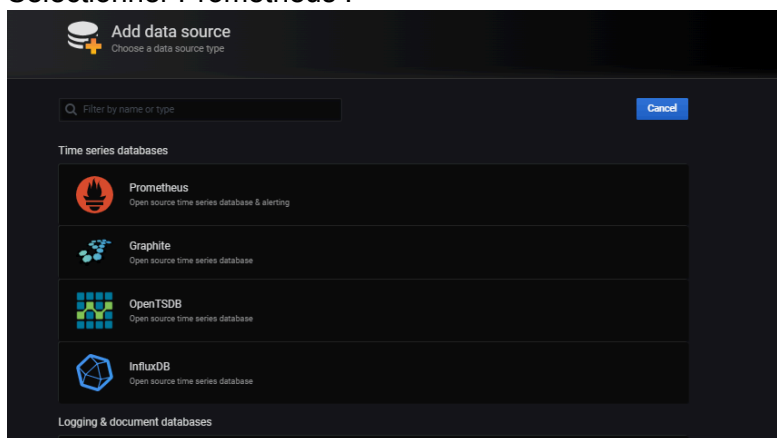 Sélectionner Prometheus :
Add data source
Choose a data source type
Filter by name or type
Cancel
Time series databases
Prometheus
Open source time series database & alerting
Graphite
Open source time series database
OpenTSDB
Open source time series database
InfluxDB
Open source time series database
Logging & document databases